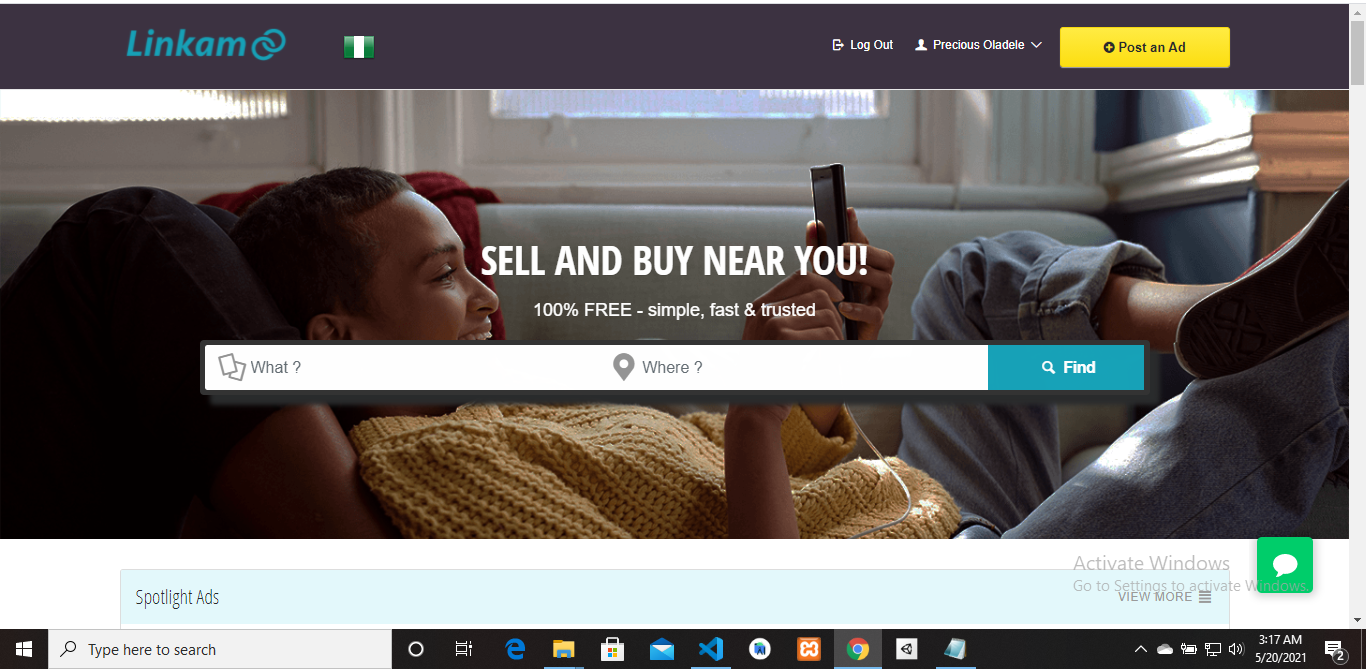 Linkam
Log Out
Precious Oladele
Post an Ad
SELL AND BUY NEAR YOU!
100% FREE - simple, fast & trusted
What ?
Where ?
Find
Spotlight Ads
VIEW MORE
Activate Windows
Go to Settings to activate Windows.
Type here to search
3:17 AM
5/20/2021
2